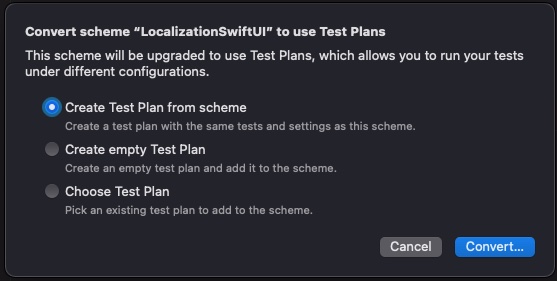 Convert scheme “LocalizationSwiftUI” to use Test Plans
This scheme will be upgraded to use Test Plans, which allows you to run your tests
under different configurations.
Create Test Plan from scheme
Create a test plan with the same tests and settings as this scheme.
Create empty Test Plan
Create an empty test plan and add it to the scheme.
Choose Test Plan
Pick an existing test plan to add to the scheme.
Cancel Convert...